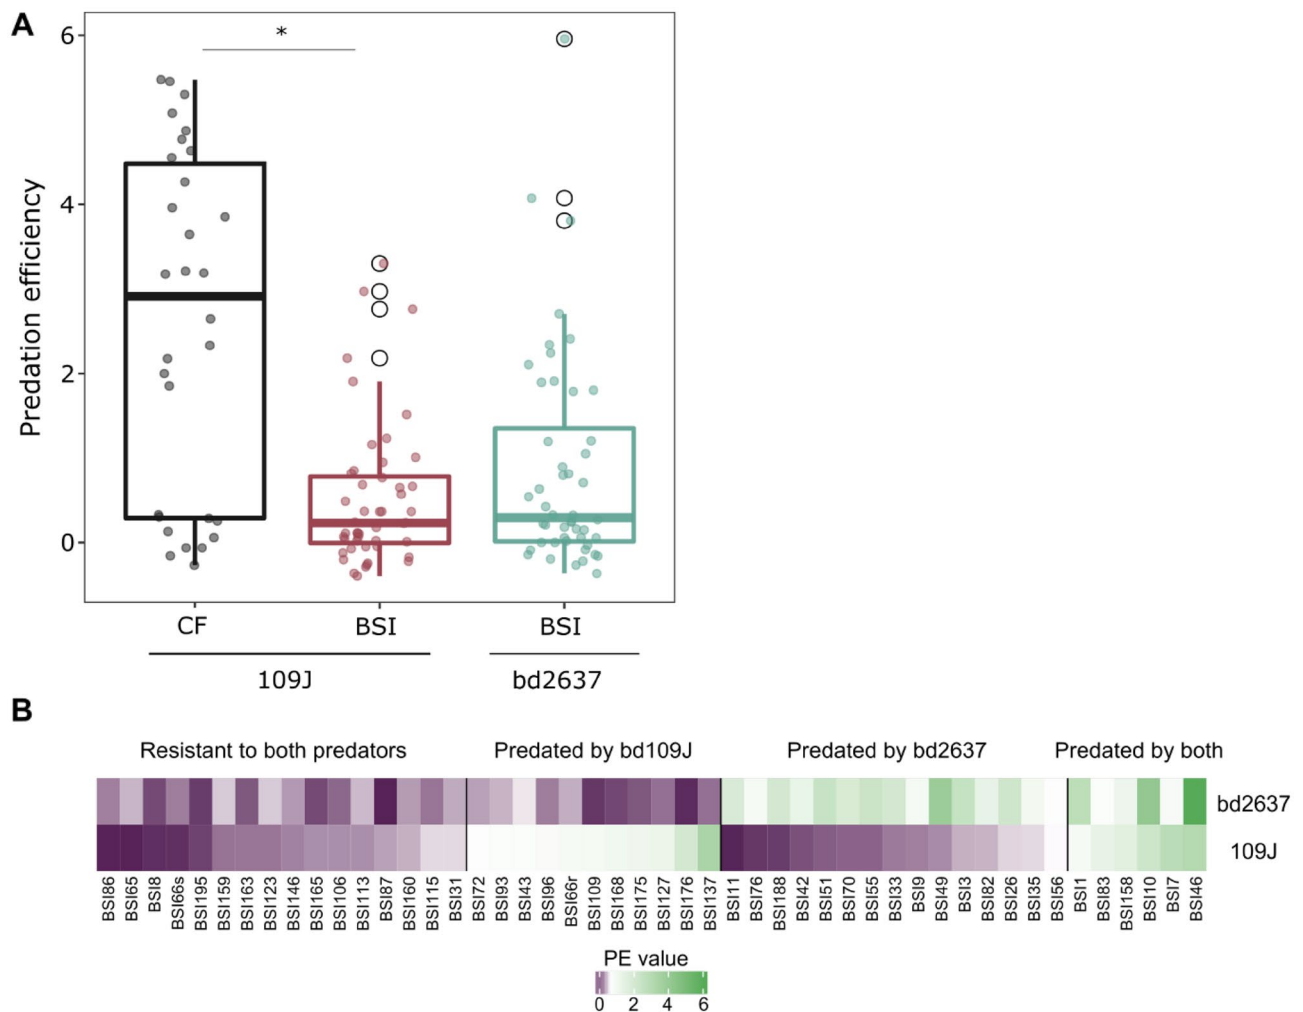 A
6
*
4
2
0
Predation efficiency
CF
BSI
BSI
109J
bd2637
B
Resistant to both predators
Predated by bd109J
Predated by bd2637
Predated by both
bd2637
109J
BSI86 BSI65 BSI8 BSI66s BSI195 BSI159 BSI163 BSI123 BSI146 BSI165 BSI106 BSI113 BSI87 BSI160 BSI115 BSI31 BSI72 BSI93 BSI43 BSI96 BSI66r BSI109 BSI168 BSI175 BSI127 BSI176 BSI137 BSI11 BSI76 BSI188 BSI42 BSI51 BSI70 BSI55 BSI33 BSI9 BSI49 BSI3 BSI82 BSI26 BSI35 BSI56 BSI1 BSI83 BSI158 BSI10 BSI7 BSI46
PE value
0 2 4 6